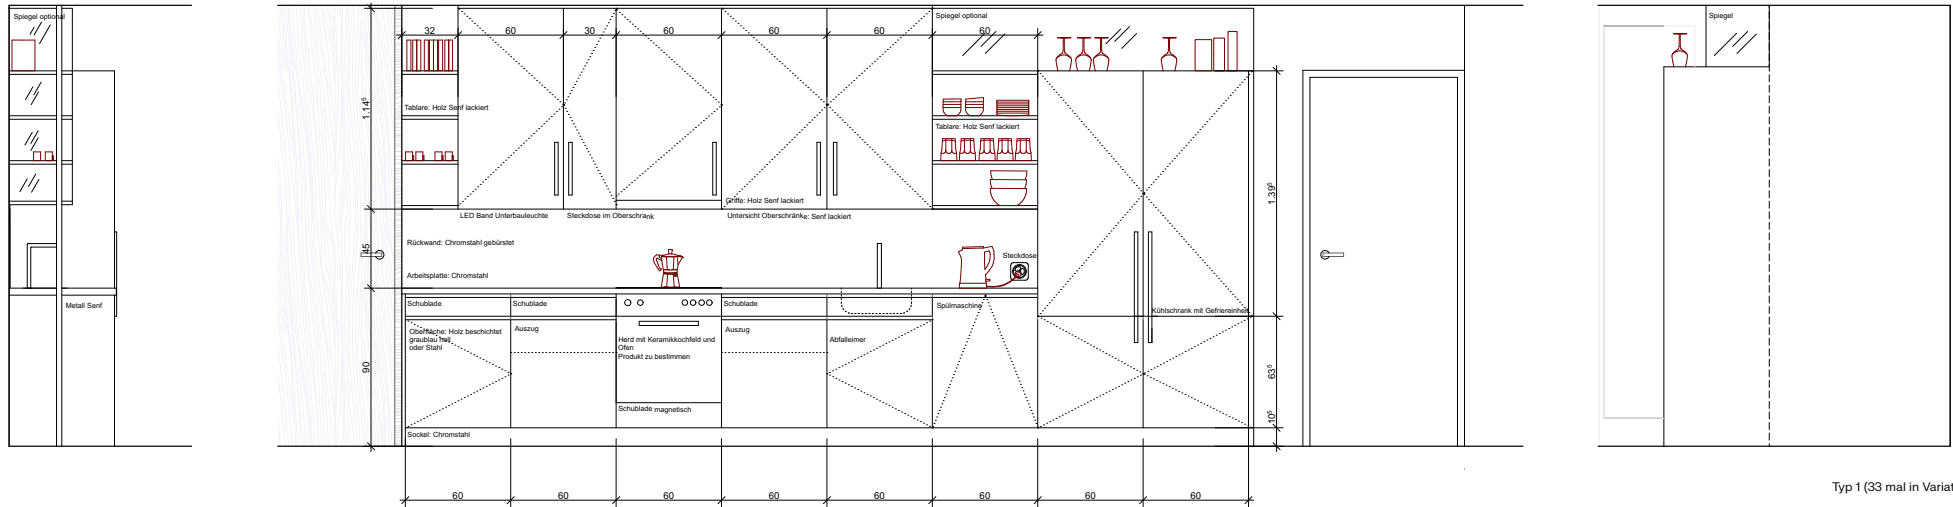 Spiegel optional
Metall Senf
32
60
30
60
60
60
60
Spiegel optional
Tablare: Holz Senf lackiert
Tablare: Holz Senf lackiert
1.14⁵
45
90
Griffe: Holz Senf lackiert
LED Band Unterbauleuchte
Steckdose im Oberschrank
Untersicht Oberschränke: Senf lackiert
Rückwand: Chromstahl gebürstet
Steckdose
Arbeitsplatte: Chromstahl
Schublade
Schublade
Schublade
Spülmaschine
Kühlschrank mit Gefriereinheit
Oberfläche: Holz beschichtet
graublau hell
oder Stahl
Auszug
Herd mit Keramikkochfeld und
Ofen
Produkt zu bestimmen
Auszug
Abfalleimer
Schublade magnetisch
Sockel: Chromstahl
1.39⁵
63⁵
10⁵
60
60
60
60
60
60
60
60
Spiegel
Typ 1 (33 mal in Variat